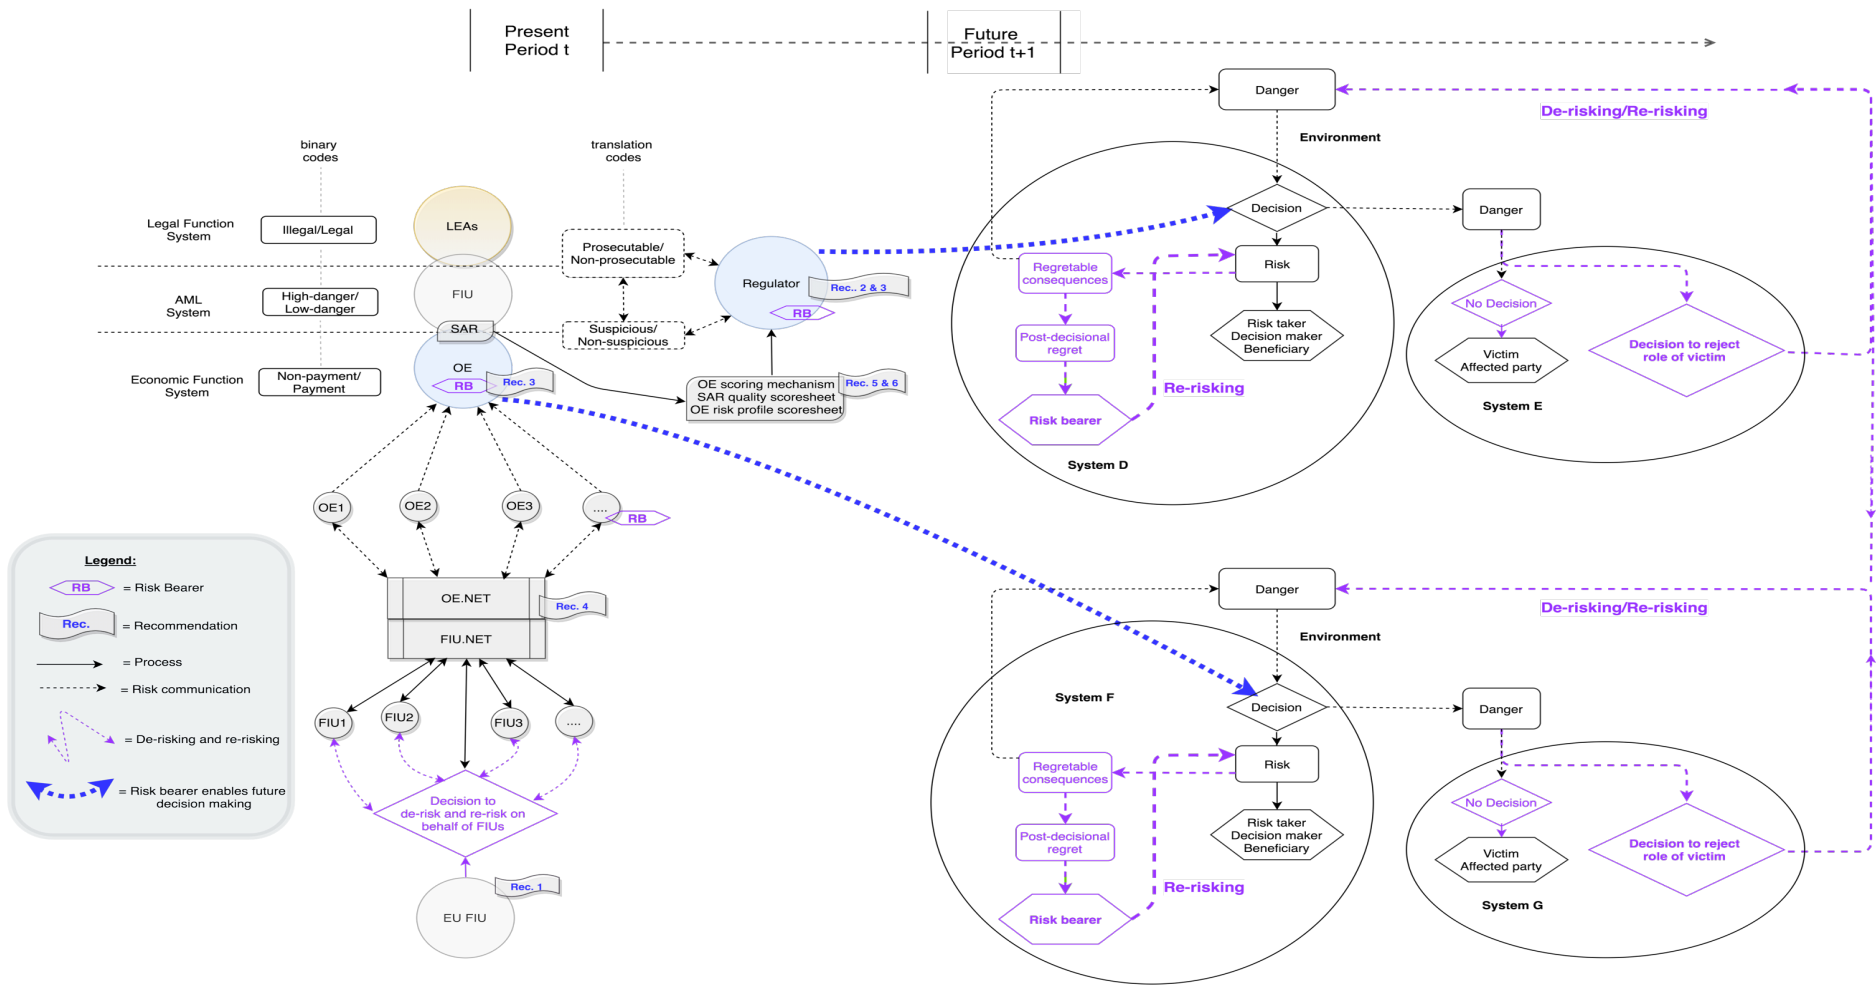 Present
Period t
Future
Period t+1
binary
codes
translation
codes
Legal Function
System
Illegal/Legal
LEAs
Prosecutable/
Non-prosecutable
AML
System
High-danger/
Low-danger
FIU
Regulator
Rec.. 2 & 3
RB
SAR
Suspicious/
Non-suspicious
Economic Function
System
Non-payment/
Payment
OE
RB
Rec. 3
OE scoring mechanism
SAR quality scoresheet
OE risk profile scoresheet
Rec. 5 & 6
OE1
OE2
OE3
....
RB
OE.NET
Rec. 4
FIU.NET
FIU1
FIU2
FIU3
....
Decision to
de-risk and re-risk on
behalf of FIUs
Rec. 1
EU FIU
Legend:
RB
= Risk Bearer
Rec.
= Recommendation
= Process
= Risk communication
= De-risking and re-risking
= Risk bearer enables future
decision making
Danger
De-risking/Re-risking
Environment
Decision
Danger
Regretable
consequences
Risk
Post-decisional
regret
Risk taker
Decision maker
Beneficiary
Re-risking
Risk bearer
System D
No Decision
Decision to reject
role of victim
Victim
Affected party
System E
Danger
De-risking/Re-risking
Environment
System F
Decision
Danger
Regretable
consequences
Risk
Post-decisional
regret
Risk taker
Decision maker
Beneficiary
Re-risking
Risk bearer
No Decision
Decision to reject
role of victim
Victim
Affected party
System G